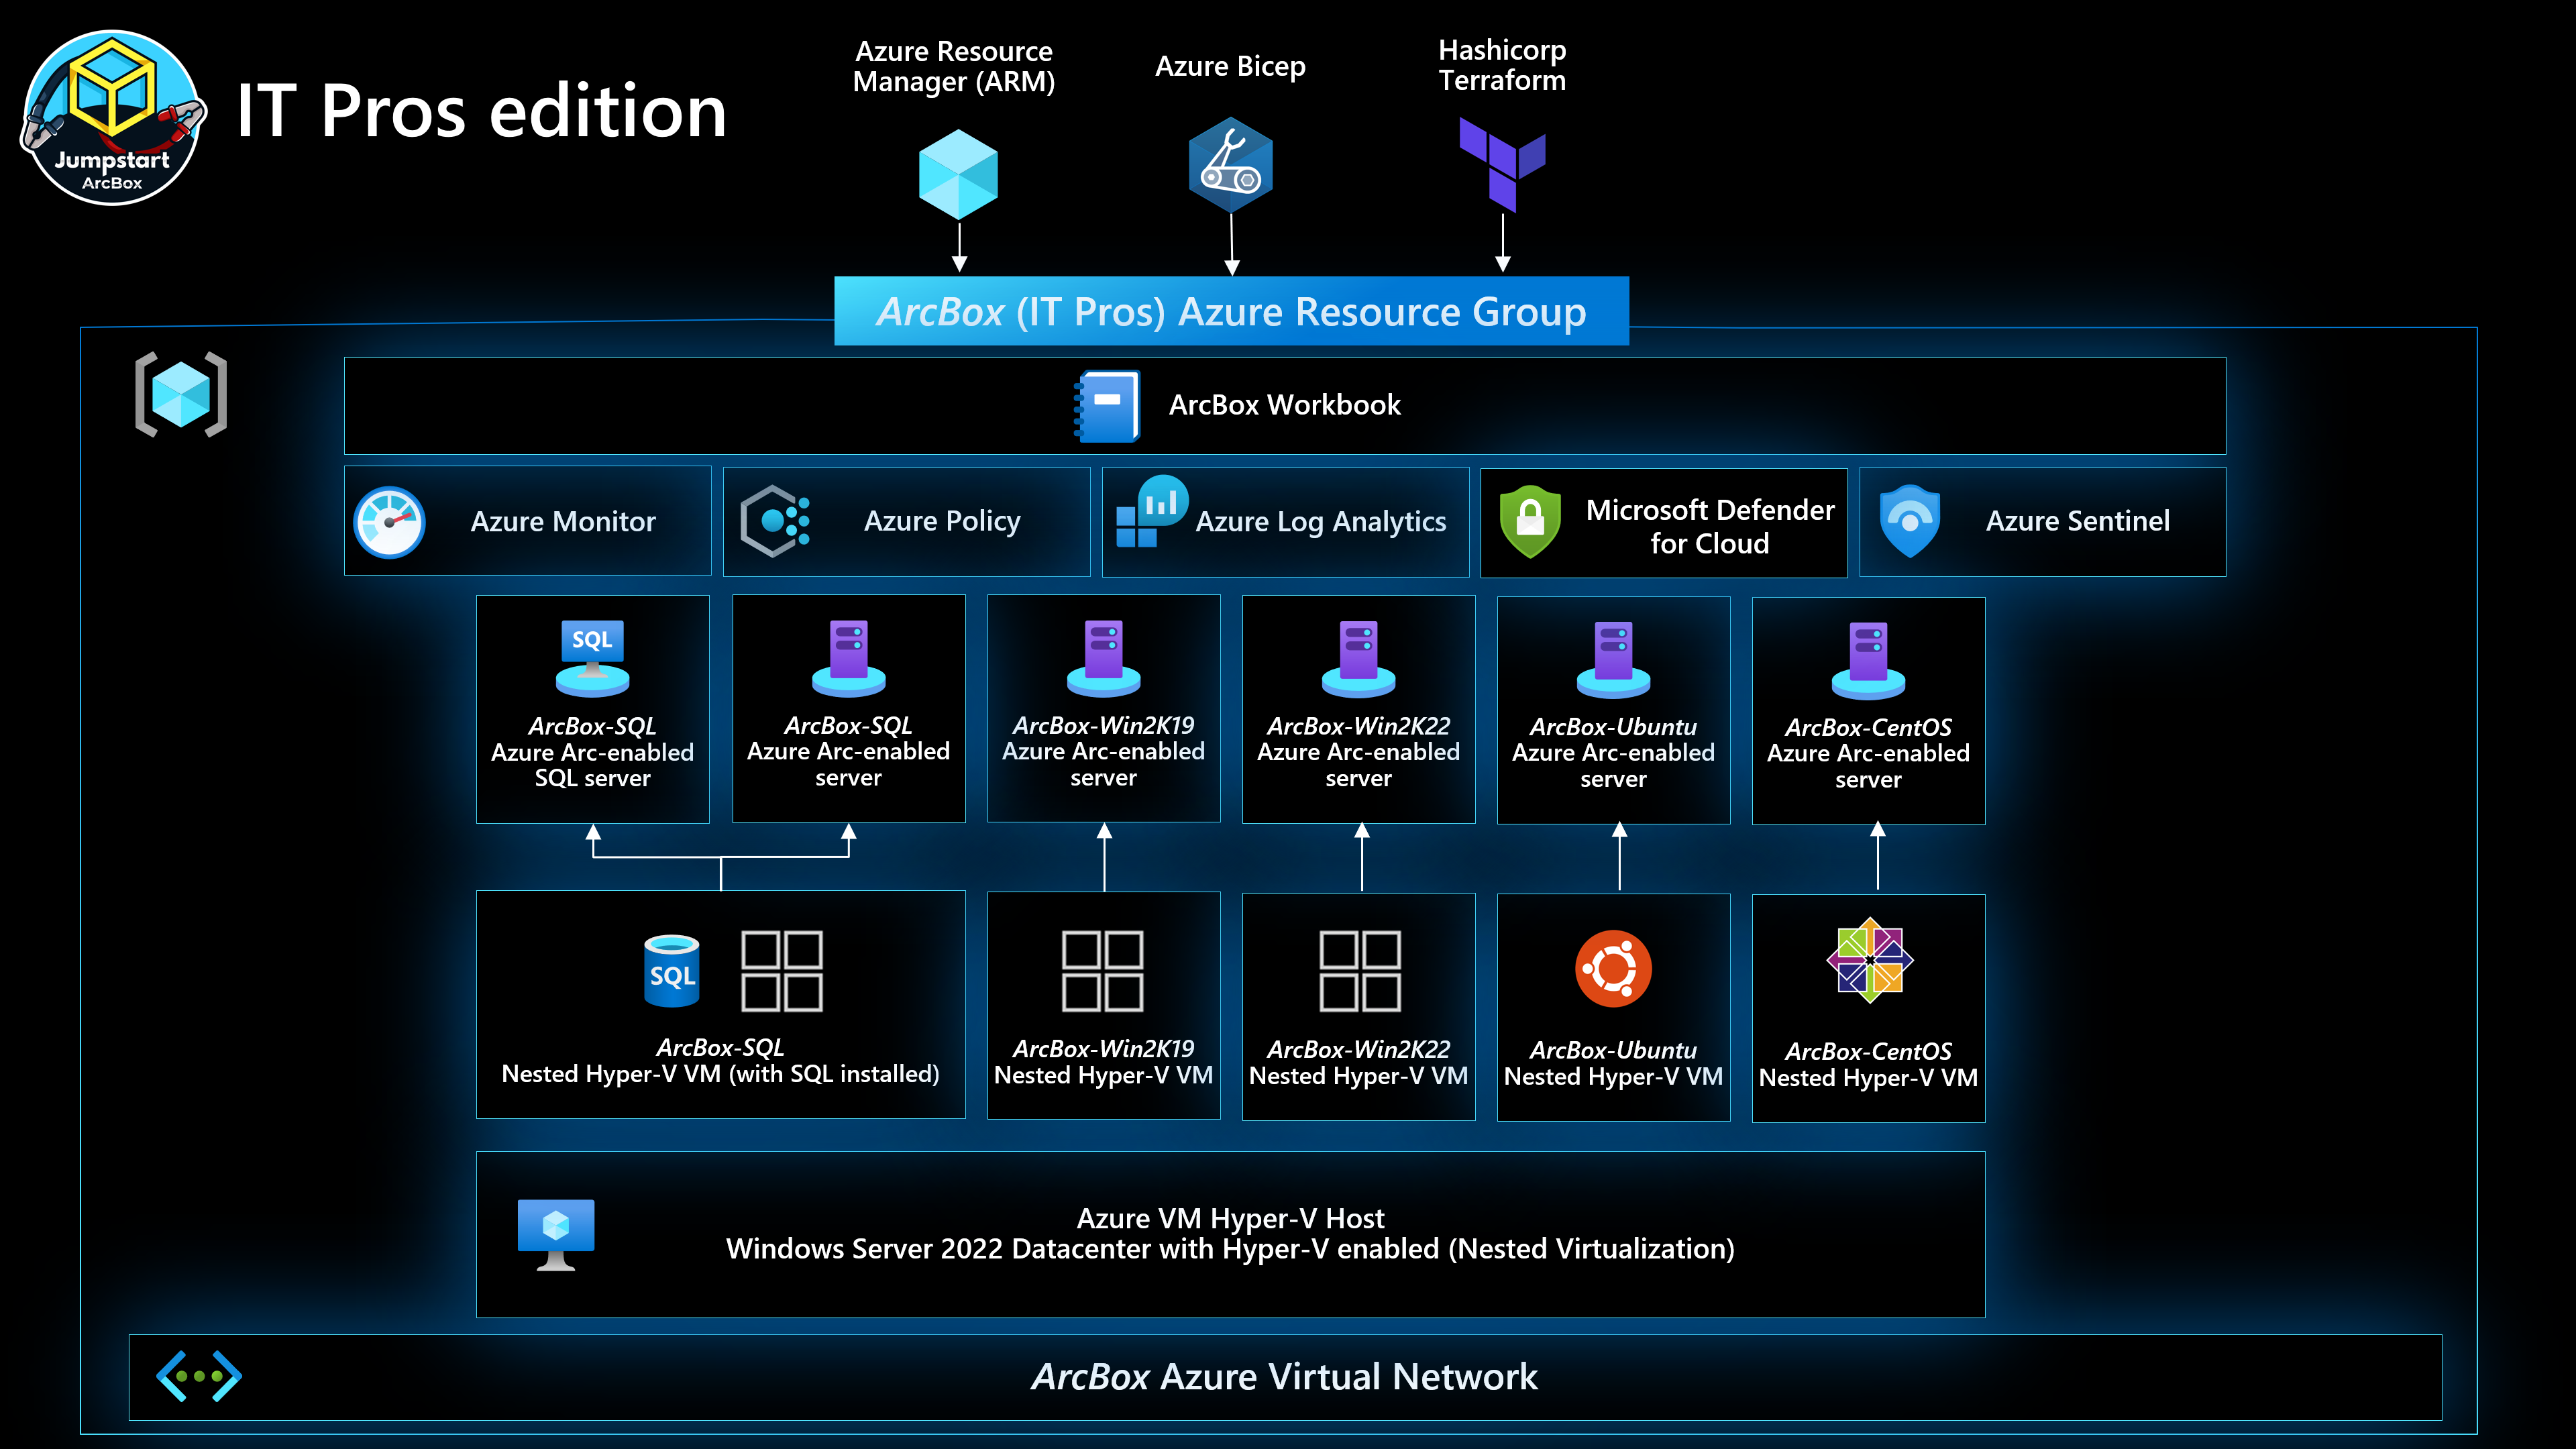 Jumpstart
ArcBox
IT Pros edition
Azure Resource
Manager (ARM)
Azure Bicep
Hashicorp
Terraform
ArcBox (IT Pros) Azure Resource Group
ArcBox Workbook
Azure Monitor
Azure Policy
Azure Log Analytics
Microsoft Defender
for Cloud
Azure Sentinel
SQL
ArcBox-SQL
Azure Arc-enabled
SQL server
ArcBox-SQL
Azure Arc-enabled
server
ArcBox-Win2K19
Azure Arc-enabled
server
ArcBox-Win2K22
Azure Arc-enabled
server
ArcBox-Ubuntu
Azure Arc-enabled
server
ArcBox-CentOS
Azure Arc-enabled
server
SQL
ArcBox-SQL
Nested Hyper-V VM (with SQL installed)
ArcBox-Win2K19
Nested Hyper-V VM
ArcBox-Win2K22
Nested Hyper-V VM
ArcBox-Ubuntu
Nested Hyper-V VM
ArcBox-CentOS
Nested Hyper-V VM
Azure VM Hyper-V Host
Windows Server 2022 Datacenter with Hyper-V enabled (Nested Virtualization)
ArcBox Azure Virtual Network